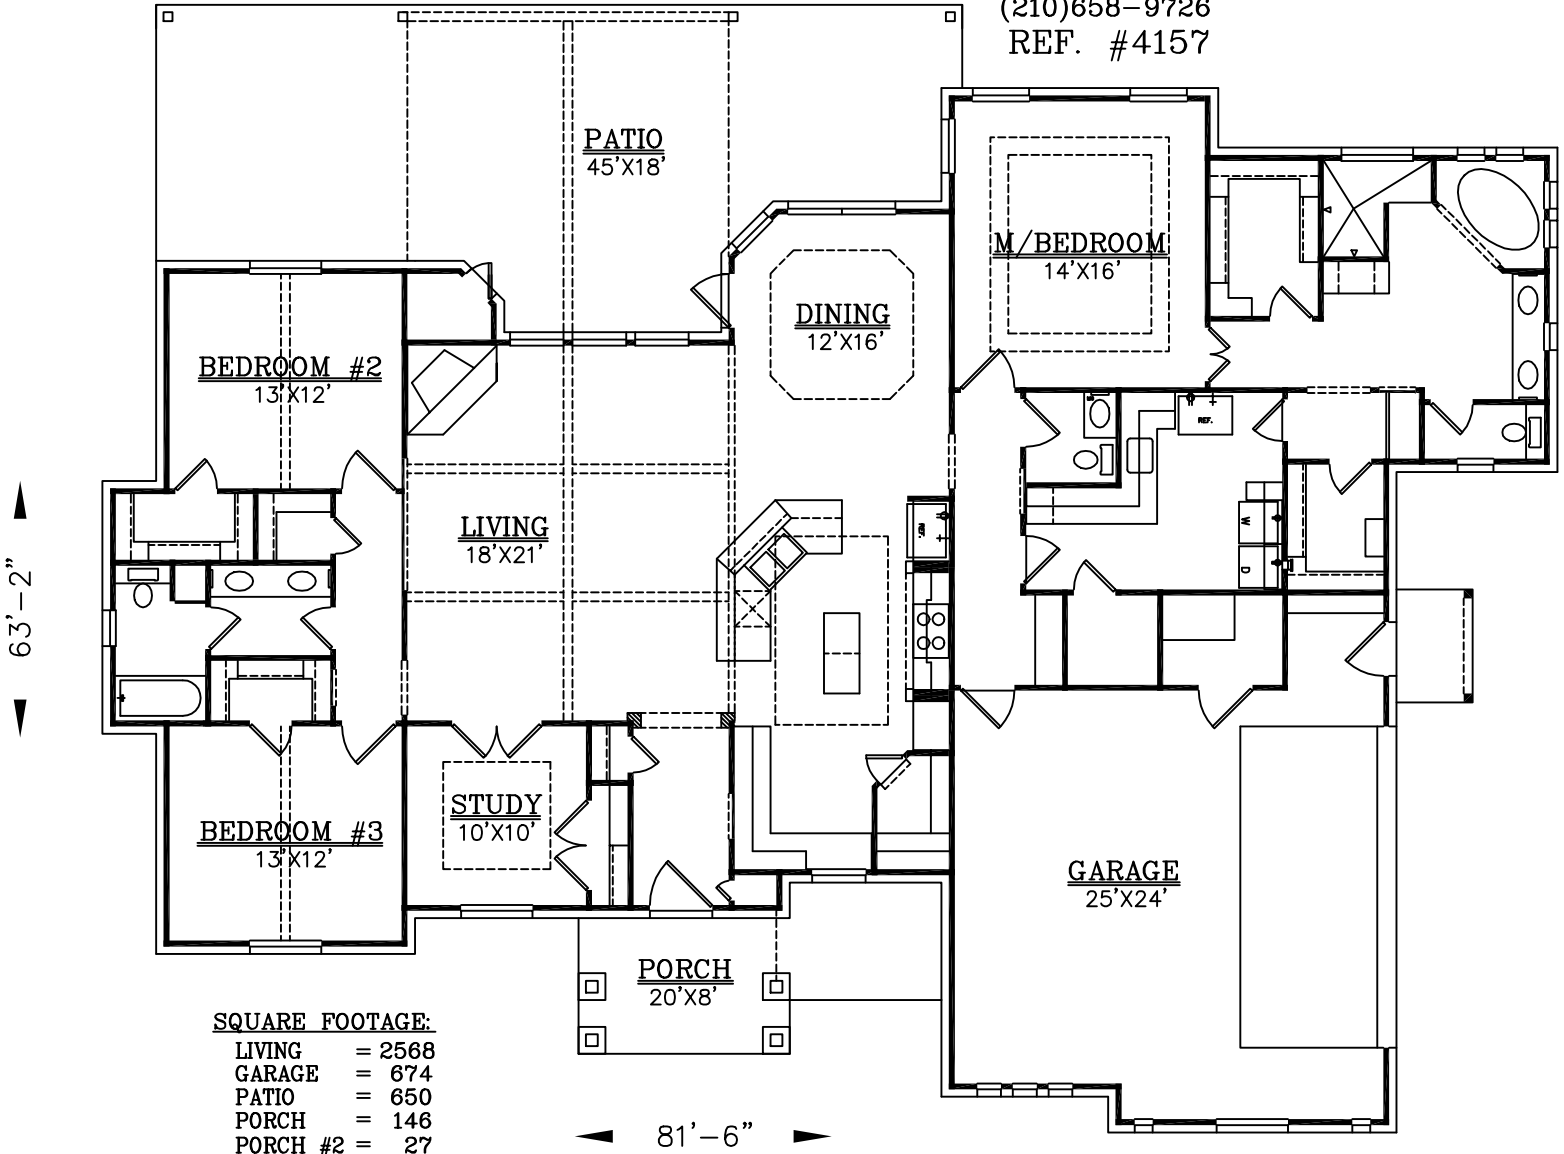 (210)658-9726
REF. #4157
PATIO
45'X18'
M/BEDROOM
14'X16'
DINING
12'X16'
BEDROOM #2
13'X12'
REF.
LIVING
18'X21'
REF.
W
D
63'-2"
STUDY
10'X10'
BEDROOM #3
13'X12'
GARAGE
25'X24'
PORCH
20'X8'
SQUARE FOOTAGE:
LIVING = 2568
GARAGE = 674
PATIO = 650
PORCH = 146
PORCH #2 = 27
81'-6"